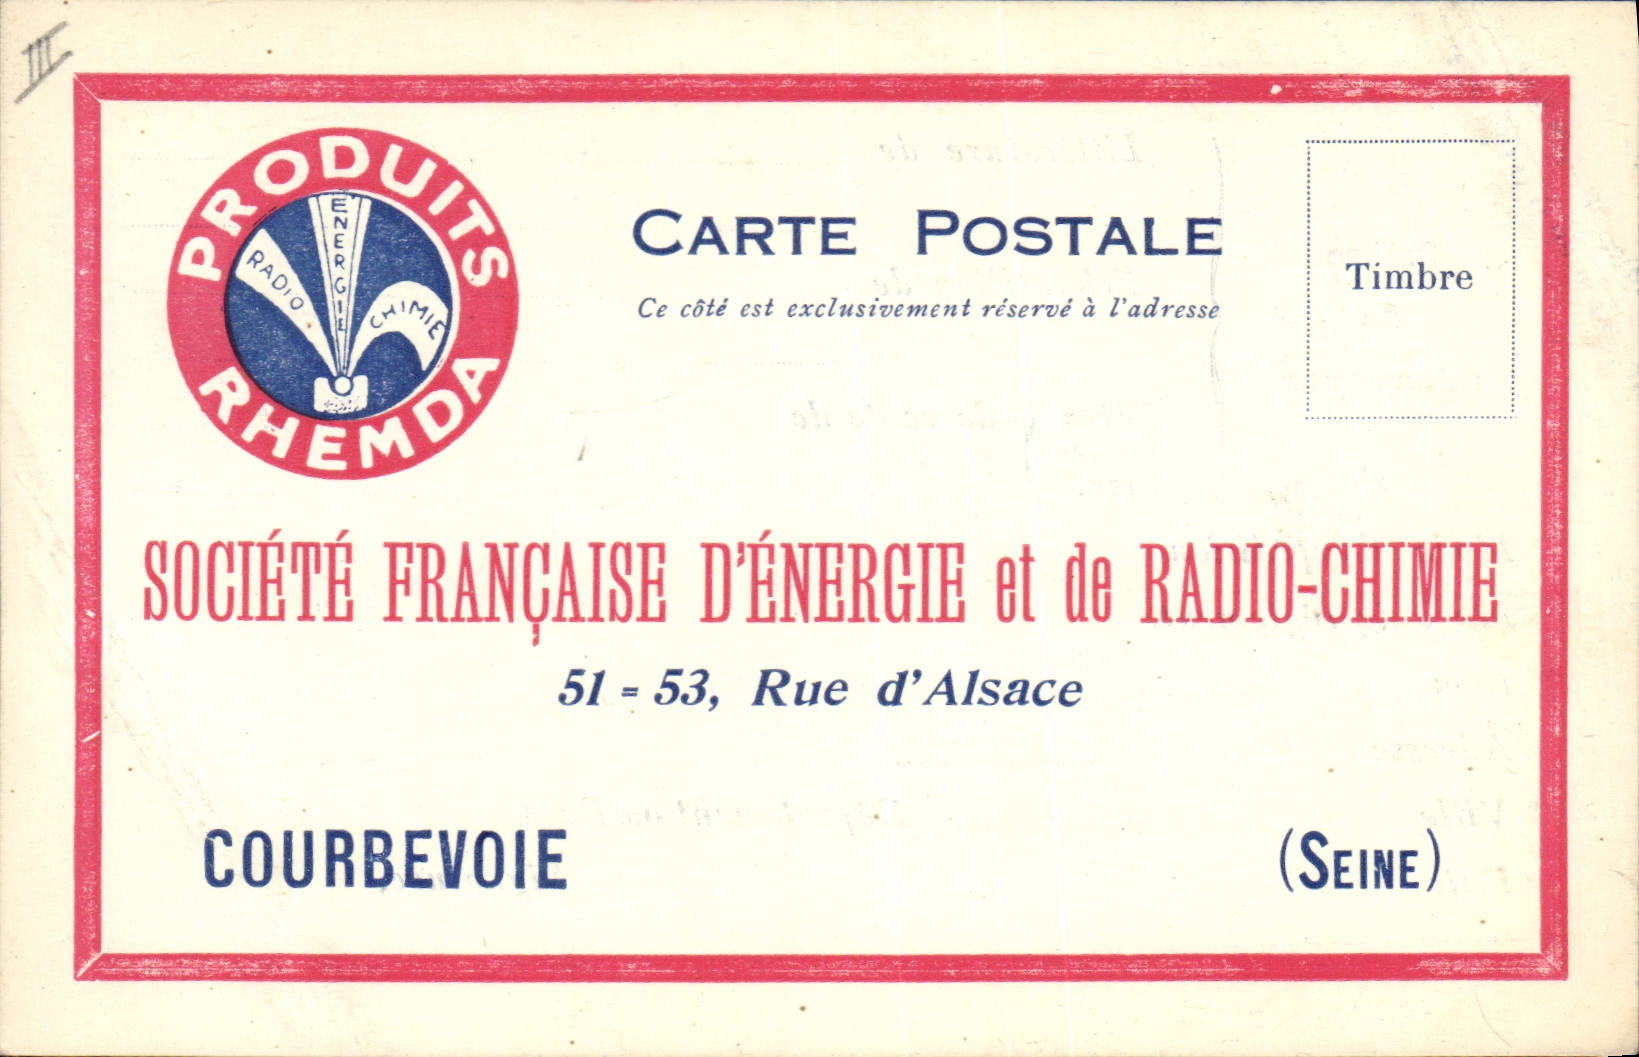 III
PRODUITS
RHEMDA
RADIO
ENERGIE
CHIMIE
CARTE POSTALE
Ce côté est exclusivement réservé à l'adresse
Timbre
SOCIÉTÉ FRANÇAISE D'ÉNERGIE et de RADIO-CHIMIE
51=53, Rue d'Alsace
COURBEVOIE
(SEINE)